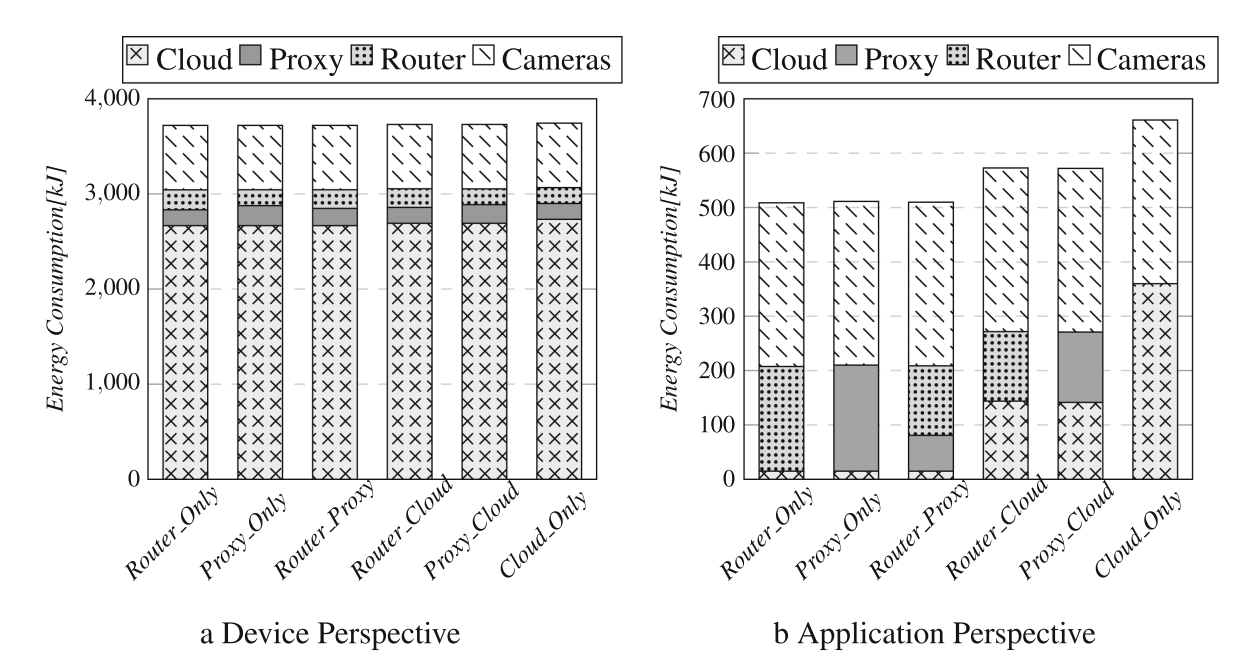 Cloud Proxy Router Cameras
4,000
3,000
2,000
1,000
0
Energy Consumption[kJ]
Router_Only
Proxy_Only
Router_Proxy
Router_Cloud
Proxy_Cloud
Cloud_Only
a Device Perspective
Cloud Proxy Router Cameras
700
600
500
400
300
200
100
0
Energy Consumption[kJ]
Router_Only
Proxy_Only
Router_Proxy
Router_Cloud
Proxy_Cloud
Cloud_Only
b Application Perspective